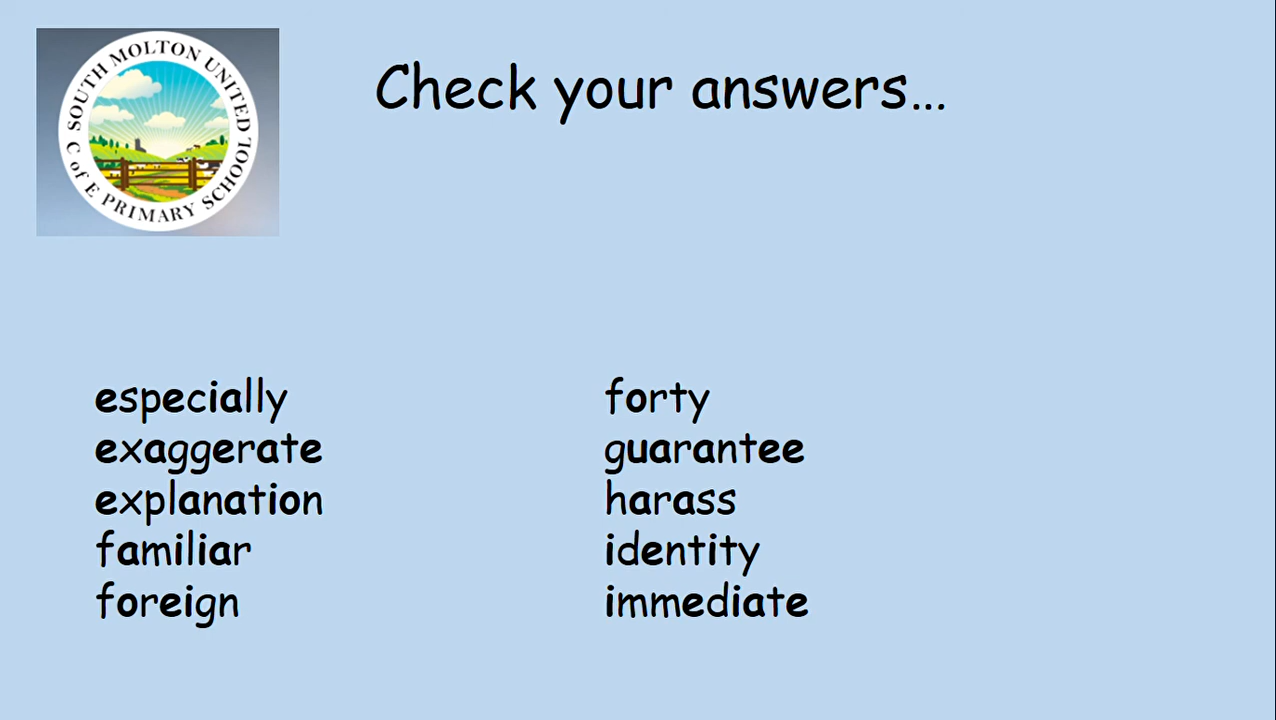 SOUTH MOLTON UNITED
C of E PRIMARY SCHOOL
Check your answers...
especially
exaggerate
explanation
familiar
foreign
forty
guarantee
harass
identity
immediate